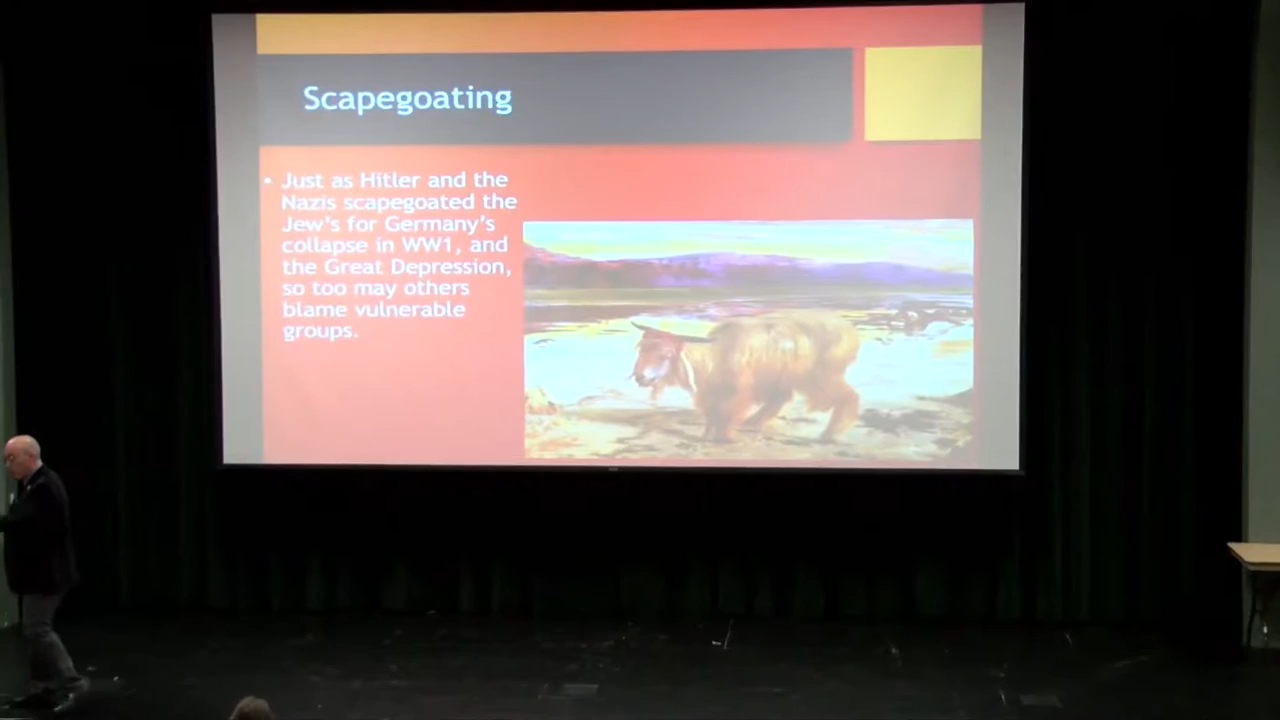 Scapegoating
• Just as Hitler and the
Nazis scapegoated the
Jew's for Germany's
collapse in WW1, and
the Great Depression,
so too may others
blame vulnerable
groups.